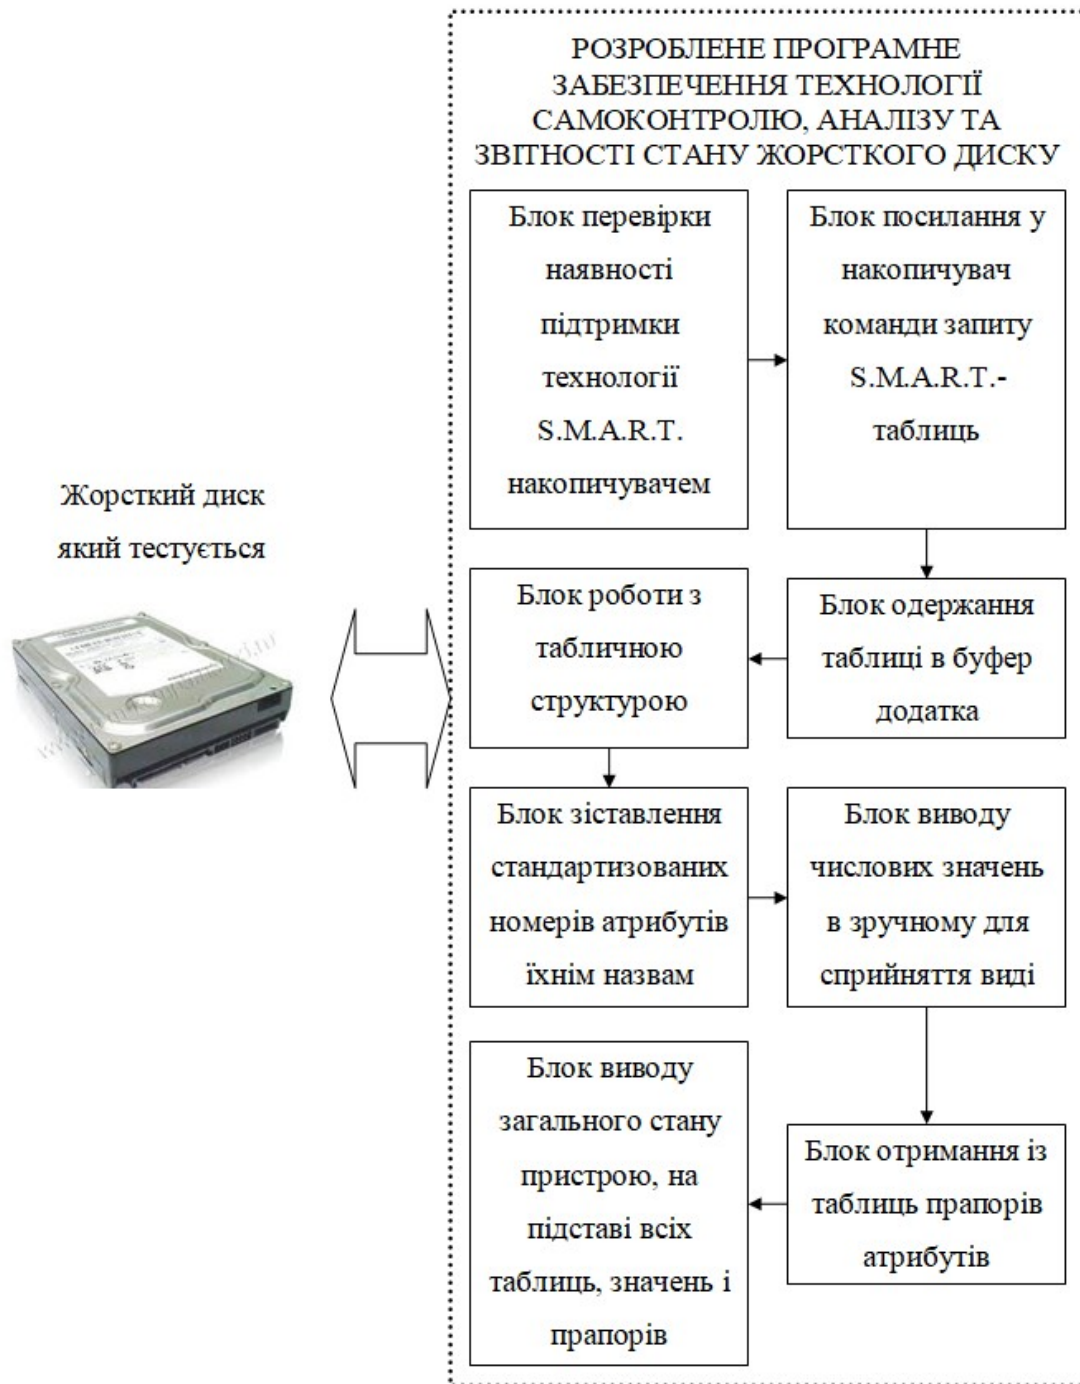 РОЗРОБЛЕНЕ ПРОГРАМНЕ
ЗАБЕЗПЕЧЕННЯ ТЕХНОЛОГІЇ
САМОКОНТРОЛЮ, АНАЛІЗУ ТА
ЗВІТНОСТІ СТАНУ ЖОРСТКОГО ДИСКУ
Блок перевірки
наявності
підтримки
технології
S.M.A.R.T.
накопичувачем
Блок посилання у
накопичувач
команди запиту
S.M.A.R.T.-
таблиць
Жорсткий диск
який тестується
Блок роботи з
табличною
структурою
Блок одержання
таблиці в буфер
додатка
Блок зіставлення
стандартизованих
номерів атрибутів
їхнім назвам
Блок виводу
числових значень
в зручному для
сприйняття виді
Блок виводу
загального стану
пристрою, на
підставі всіх
таблиць, значень і
прапорів
Блок отримання із
таблиць прапорів
атрибутів